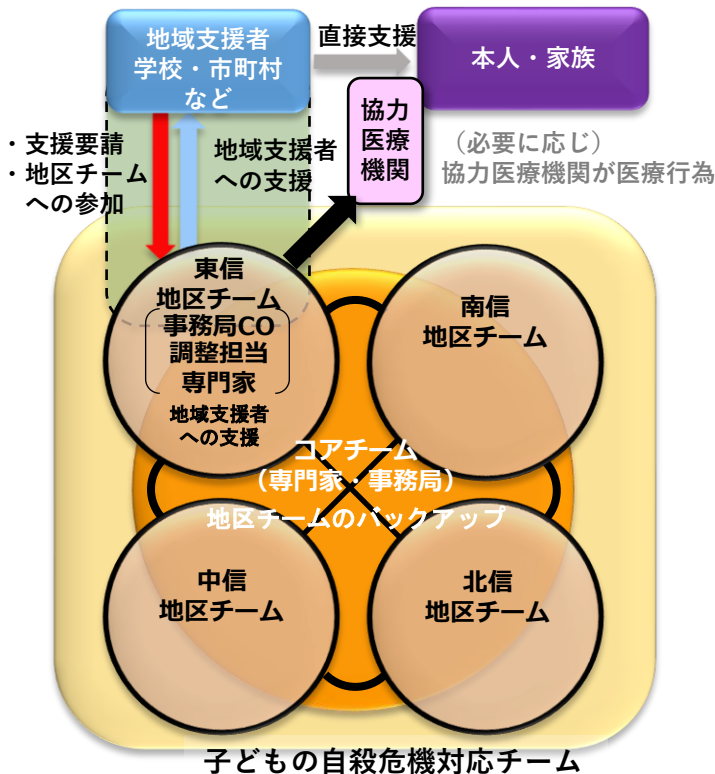 地域支援者
学校・市町村
など
直接支援
本人・家族
協力
医療
機関
（必要に応じ）
協力医療機関が医療行為
・支援要請
・地区チーム
への参加
地域支援者
への支援
東信
地区チーム
事務局CO
調整担当
専門家
地域支援者
への支援
南信
地区チーム
コアチーム
（専門家・事務局）
地区チームのバックアップ
中信
地区チーム
北信
地区チーム
子どもの自殺危機対応チーム